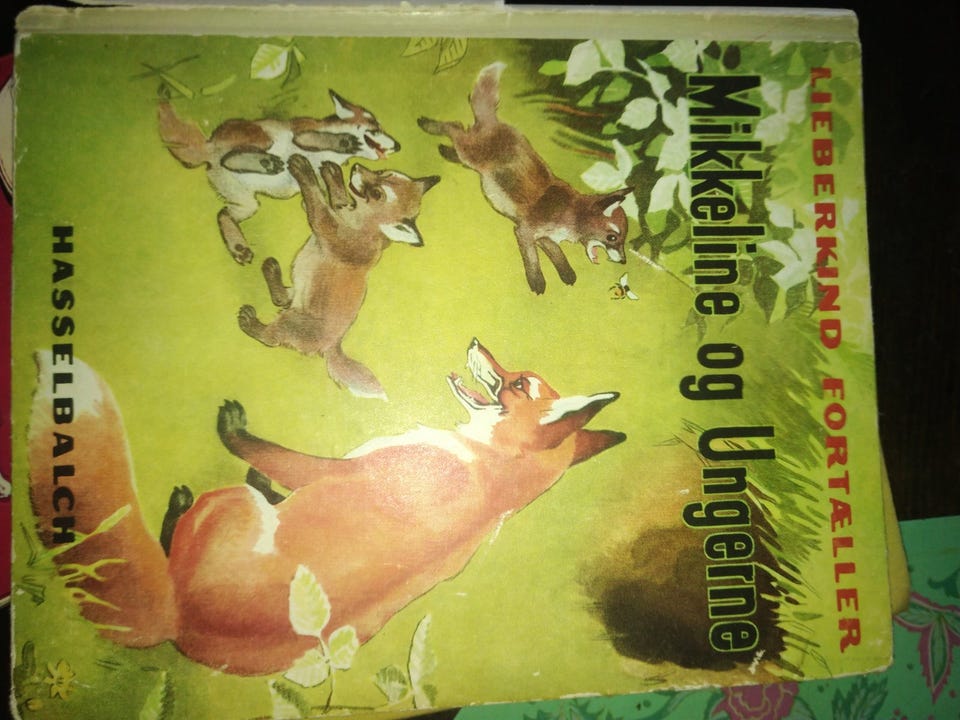 LIEBERKIND FORTÆLLER
Mikkeline og Ungerne
HASSELBALCH